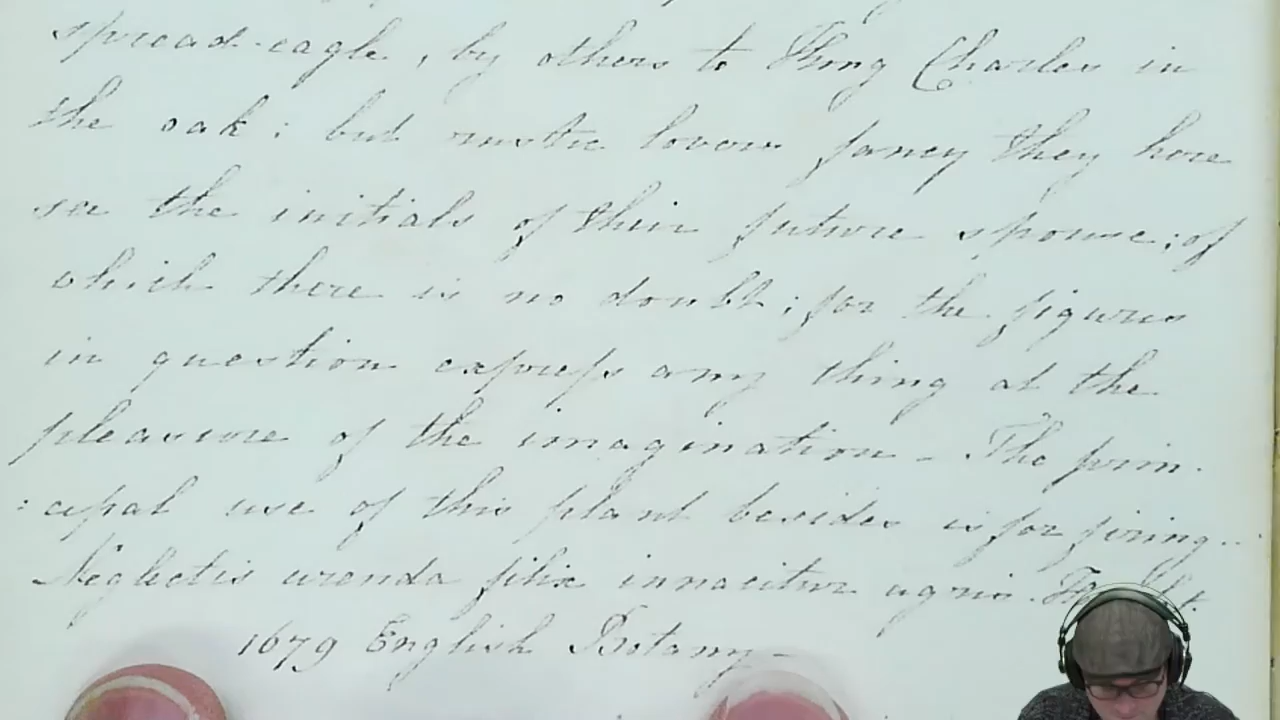 spread-eagle, by others to King Charles in
the oak; but rustic lovers fancy they here
see the initials of their future spouse; of
which there is no doubt; for the figures
in question express any thing at the
pleasure of the imagination - The prin.
:cipal use of this plant besides is for firing...
Neglectis urenda filix innascitur agris.
1679 English Botany -